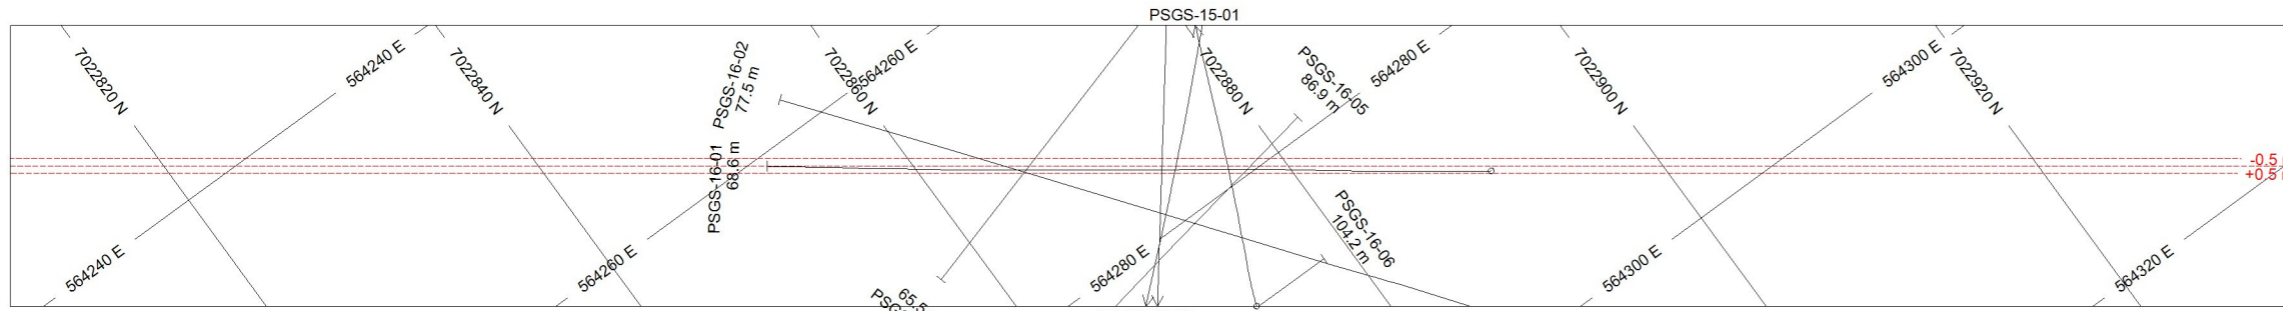 PSGS-15-01
7022820 N
564240 E
7022840 N
PSGS-16-02
77.5 m
7022860 N
564260 E
7022880 N
PSGS-16-05
86.9 m
564280 E
7022900 N
564300 E
7022920 N
PSGS-16-01
68.6 m
-0.5
+0.5
PSGS-16-06
104.2 m
564240 E
564260 E
564280 E
564300 E
564320 E